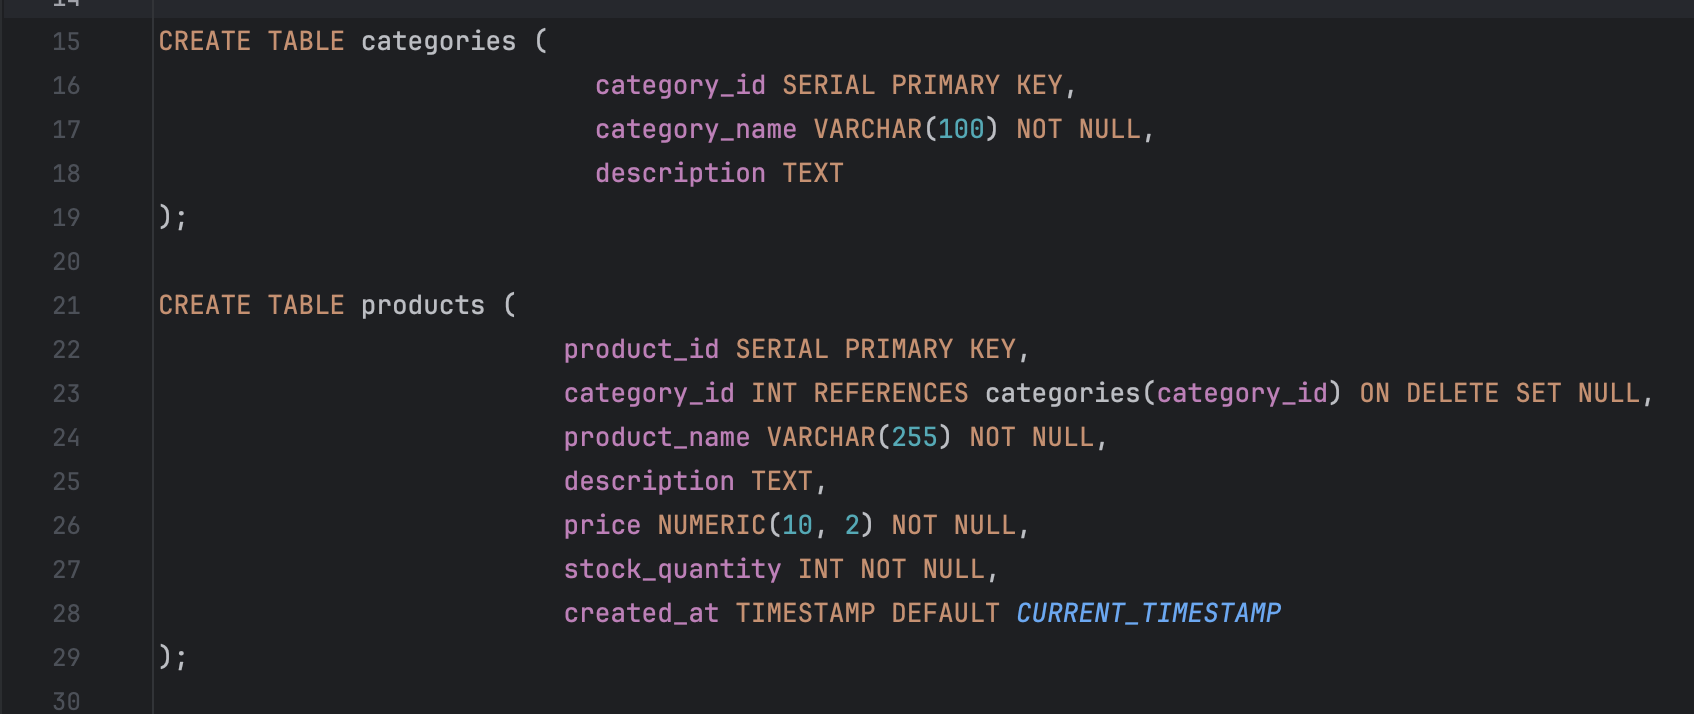 14
15 CREATE TABLE categories (
16 category_id SERIAL PRIMARY KEY,
17 category_name VARCHAR(100) NOT NULL,
18 description TEXT
19 );
20
21 CREATE TABLE products (
22 product_id SERIAL PRIMARY KEY,
23 category_id INT REFERENCES categories(category_id) ON DELETE SET NULL,
24 product_name VARCHAR(255) NOT NULL,
25 description TEXT,
26 price NUMERIC(10, 2) NOT NULL,
27 stock_quantity INT NOT NULL,
28 created_at TIMESTAMP DEFAULT CURRENT_TIMESTAMP
29 );
30